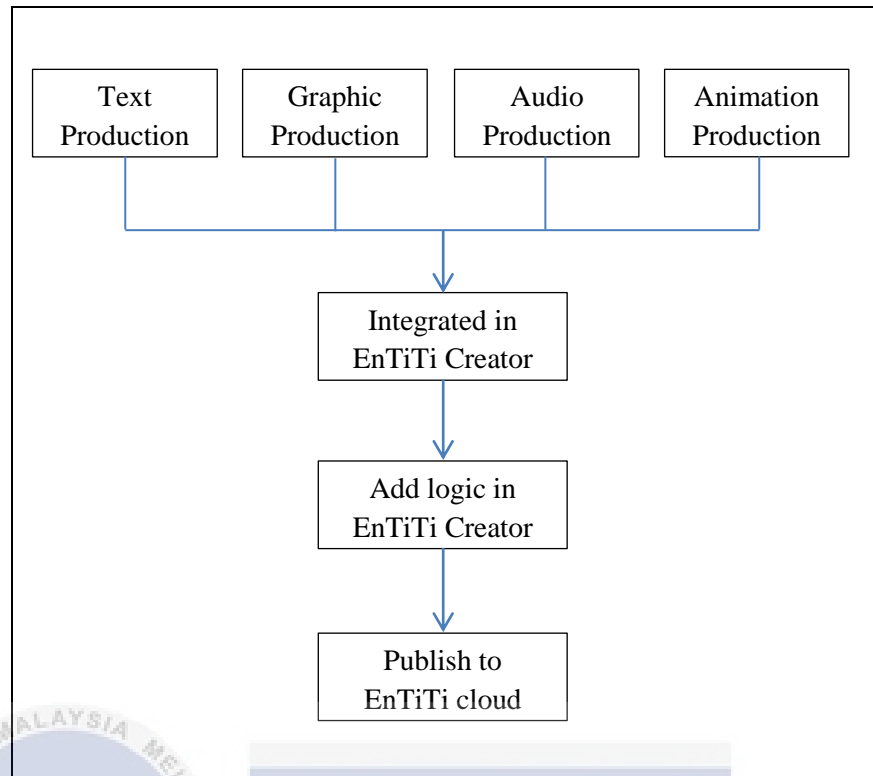 Text
Production
Graphic
Production
Audio
Production
Animation
Production
Integrated in
EnTiTi Creator
Add logic in
EnTiTi Creator
Publish to
EnTiTi cloud
MALAYSIA